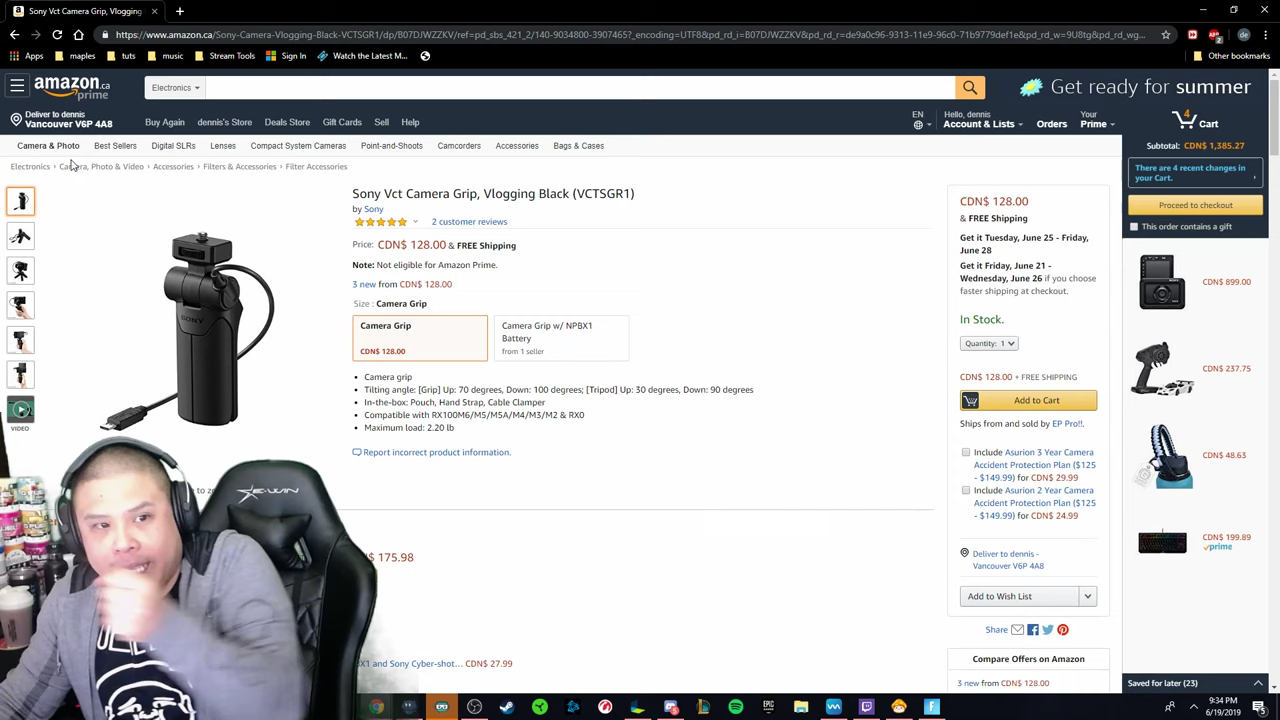 Sony Vct Camera Grip, Vlogging
https://www.amazon.ca/Sony-Camera-Grip-Vlogging-Black-VCTSGR1/dp/B07DJWZZKV/ref=pd_sbs_421_2/140-9034800-3907465?_encoding=UTF8&pd_rd_i=B07DJWZZKV&pd_rd_r=de9a0c96-9313-11e9-96c0-71b9779def1e&pd_rd_w=9U8tg&pd_rd_wg...
Apps maples tuts music Stream Tools Sign In Watch the Latest M... Other bookmarks
amazon.ca prime Electronics Get ready for summer
Deliver to dennis
Vancouver V6P 4A8
Buy Again dennis's Store Deals Store Gift Cards Sell Help
EN Hello, dennis Account & Lists Orders Your Prime 4 Cart
Camera & Photo Best Sellers Digital SLRs Lenses Compact System Cameras Point-and-Shoots Camcorders Accessories Bags & Cases
Electronics › Camera, Photo & Video › Accessories › Filters & Accessories › Filter Accessories
Sony Vct Camera Grip, Vlogging Black (VCTSGR1)
by Sony
2 customer reviews
Price: CDN$ 128.00 & FREE Shipping
Note: Not eligible for Amazon Prime.
3 new from CDN$ 128.00
Size : Camera Grip
Camera Grip
CDN$ 128.00
Camera Grip w/ NPBX1
Battery
from 1 seller
• Camera grip
• Tilting angle: [Grip] Up: 70 degrees, Down: 100 degrees; [Tripod] Up: 30 degrees, Down: 90 degrees
• In-the-box: Pouch, Hand Strap, Cable Clamper
• Compatible with RX100M6/M5/M5A/M4/M3/M2 & RX0
• Maximum load: 2.20 lb
Report incorrect product information.
VIDEO
SONY
E-WIN
175.98
X1 and Sony Cyber-shot... CDN$ 27.99
CDN$ 128.00
& FREE Shipping
Get it Tuesday, June 25 - Friday,
June 28
Get it Friday, June 21 -
Wednesday, June 26 if you choose
faster shipping at checkout.
In Stock.
Quantity: 1
CDN$ 128.00 + FREE SHIPPING
Add to Cart
Ships from and sold by EP Pro!!.
Include Asurion 3 Year Camera
Accident Protection Plan ($125
- $149.99) for CDN$ 29.99
Include Asurion 2 Year Camera
Accident Protection Plan ($125
- $149.99) for CDN$ 24.99
Deliver to dennis -
Vancouver V6P 4A8
Add to Wish List
Share
Compare Offers on Amazon
3 new from CDN$ 128.00
Subtotal: CDN$ 1,385.27
There are 4 recent changes in
your Cart.
Proceed to checkout
This order contains a gift
CDN$ 899.00
CDN$ 237.75
CDN$ 48.63
CDN$ 199.89
prime
Saved for later (23)
9:34 PM
6/19/2019